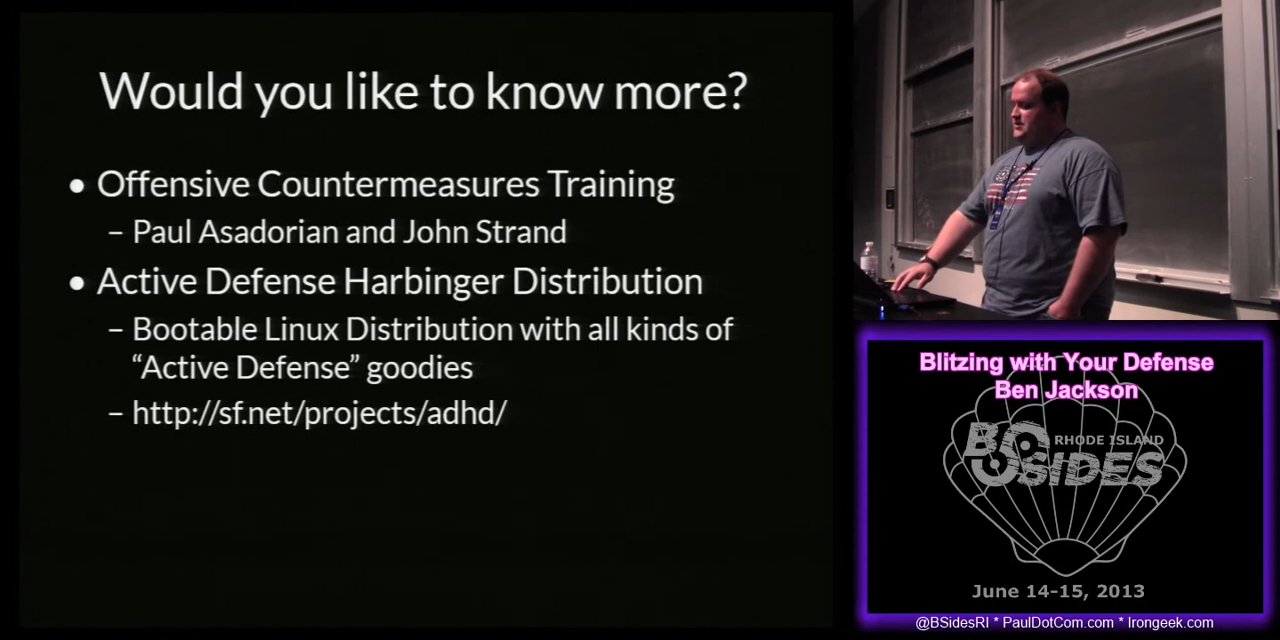 Would you like to know more?
• Offensive Countermeasures Training
– Paul Asadorian and John Strand
• Active Defense Harbinger Distribution
– Bootable Linux Distribution with all kinds of
“Active Defense” goodies
– http://sf.net/projects/adhd/
Blitzing with Your Defense
Ben Jackson
BSIDES
RHODE ISLAND
June 14-15, 2013
@BSidesRI * PaulDotCom.com * Irongeek.com